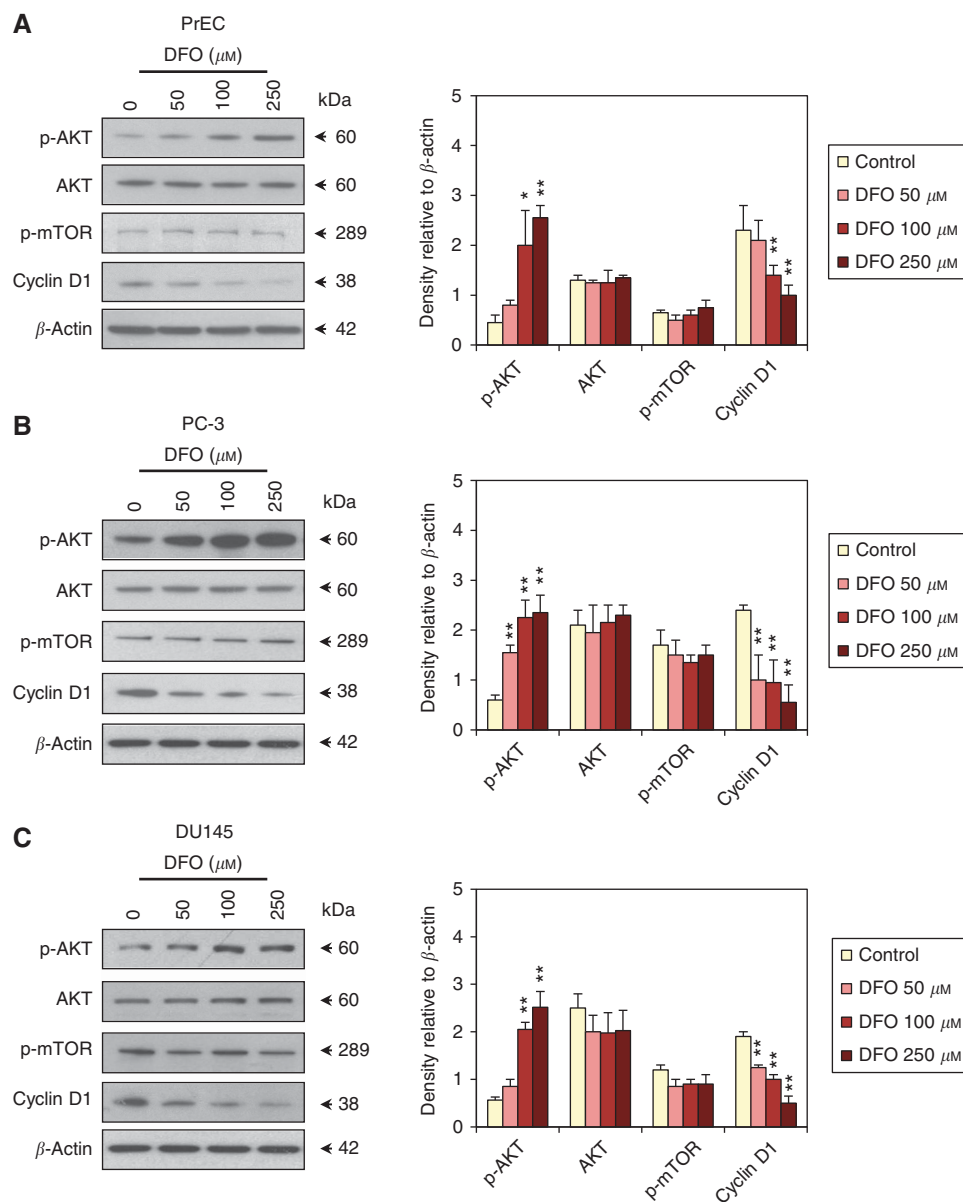 A
PrEC
DFO (μM)
0 50 100 250 kDa
p-AKT 60
AKT 60
p-mTOR 289
Cyclin D1 38
β-Actin 42
Density relative to β-actin
5
4
3
2
1
0
* ** ** **
p-AKT AKT p-mTOR Cyclin D1
Control
DFO 50 μM
DFO 100 μM
DFO 250 μM
B
PC-3
DFO (μM)
0 50 100 250 kDa
p-AKT 60
AKT 60
p-mTOR 289
Cyclin D1 38
β-Actin 42
Density relative to β-actin
5
4
3
2
1
0
** ** ** ** ** **
p-AKT AKT p-mTOR Cyclin D1
Control
DFO 50 μM
DFO 100 μM
DFO 250 μM
C
DU145
DFO (μM)
0 50 100 250 kDa
p-AKT 60
AKT 60
p-mTOR 289
Cyclin D1 38
β-Actin 42
Density relative to β-actin
5
4
3
2
1
0
** ** ** ** **
p-AKT AKT p-mTOR Cyclin D1
Control
DFO 50 μM
DFO 100 μM
DFO 250 μM